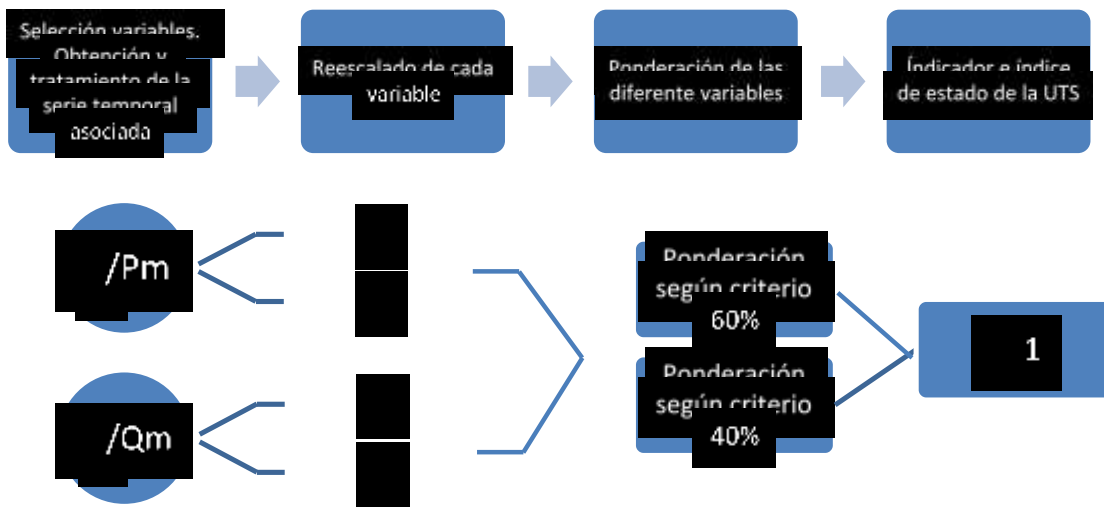 Selección variables.
Obtención y
tratamiento de la
serie temporal
asociada
Reescalado de cada
variable
Ponderación de las
diferente variables
Índicador e índice
de estado de la UTS
/Pm
/Qm
Ponderación
según criterio
60%
Ponderación
según criterio
40%
1